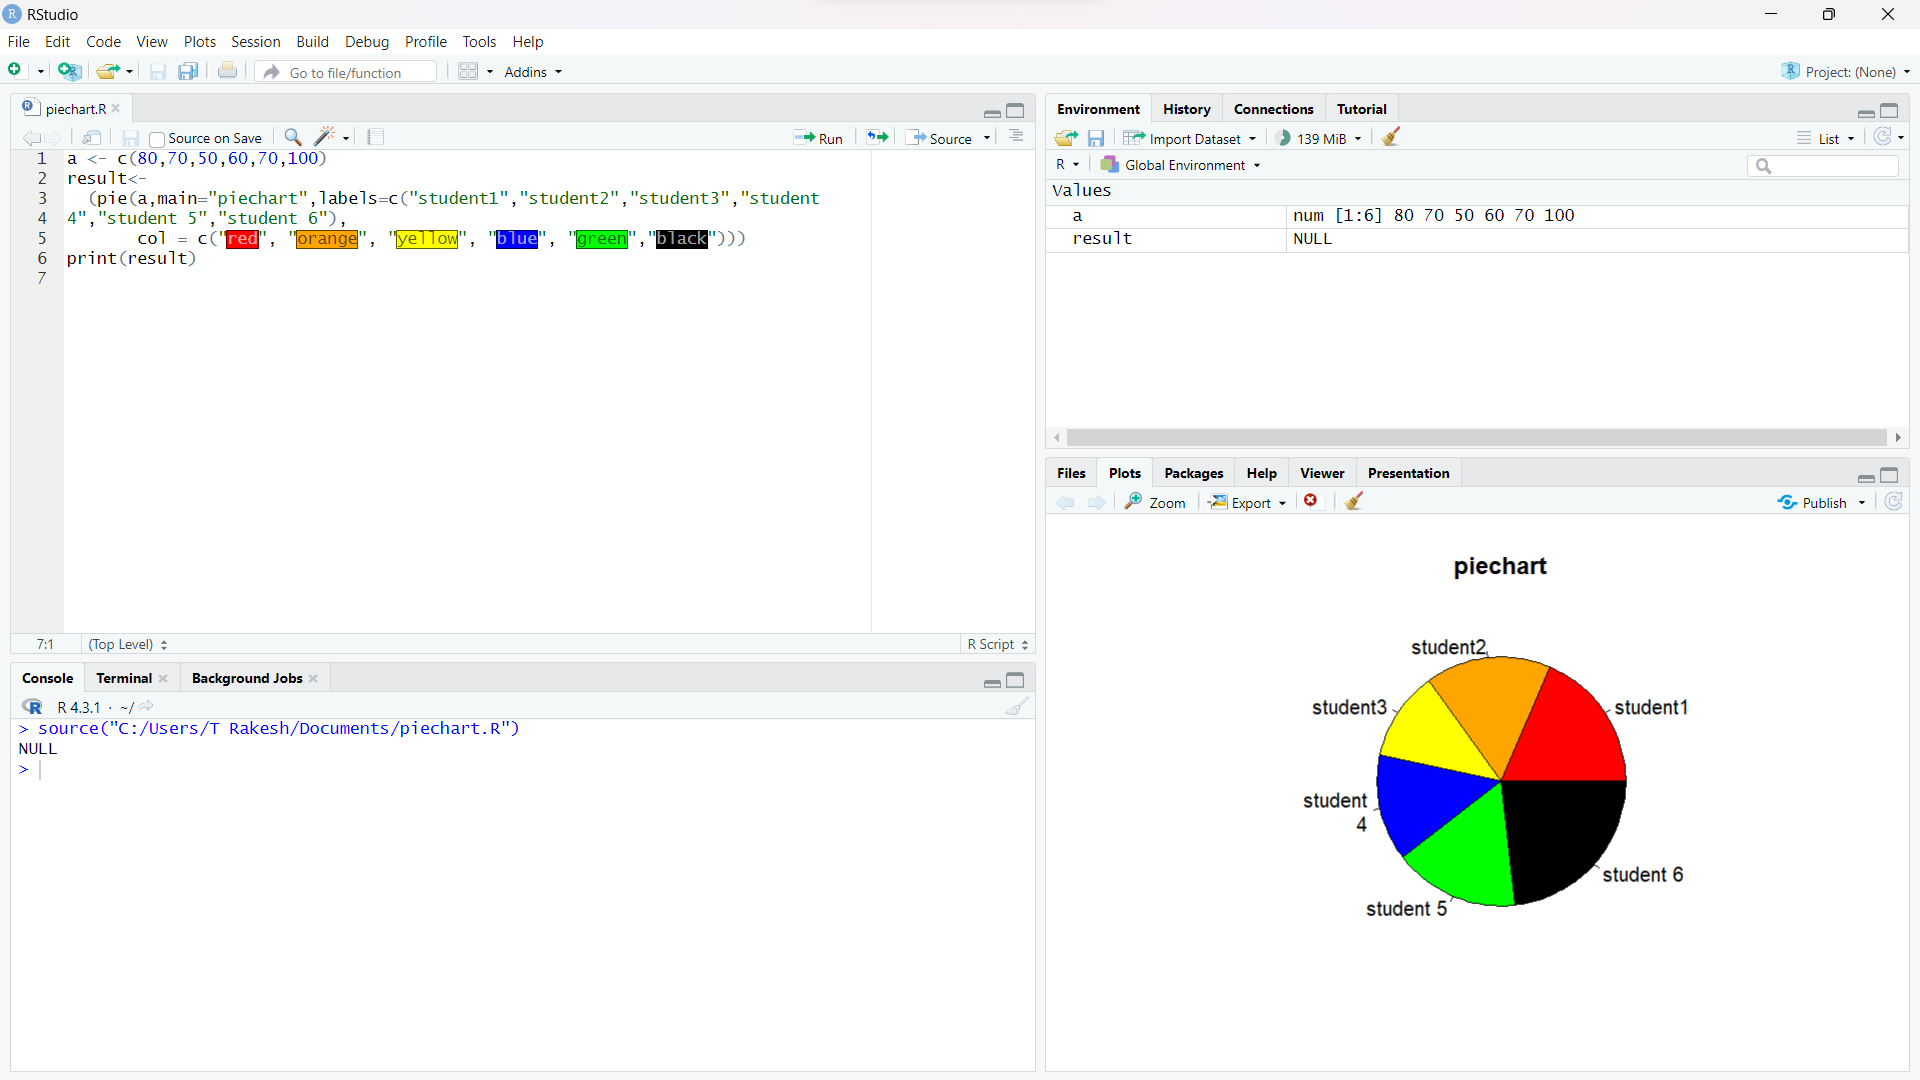 RStudio
File Edit Code View Plots Session Build Debug Profile Tools Help
Go to file/function Addins Project: (None)
piechart.R
Source on Save Run Source
1 a <- c(80,70,50,60,70,100)
2 result<-
3 (pie(a,main="piechart",labels=c("student1","student2","student3","student
4 4","student 5","student 6"),
5 col = c("red", "orange", "yellow", "blue", "green","black")))
6 print(result)
7
7:1 (Top Level) R Script
Console Terminal Background Jobs
R 4.3.1 · ~/
> source("C:/Users/T Rakesh/Documents/piechart.R")
NULL
>
Environment History Connections Tutorial
Import Dataset 139 MiB List
R Global Environment
Values
a num [1:6] 80 70 50 60 70 100
result NULL
Files Plots Packages Help Viewer Presentation
Zoom Export Publish
piechart
student2
student3 student1
student
4
student 6
student 5